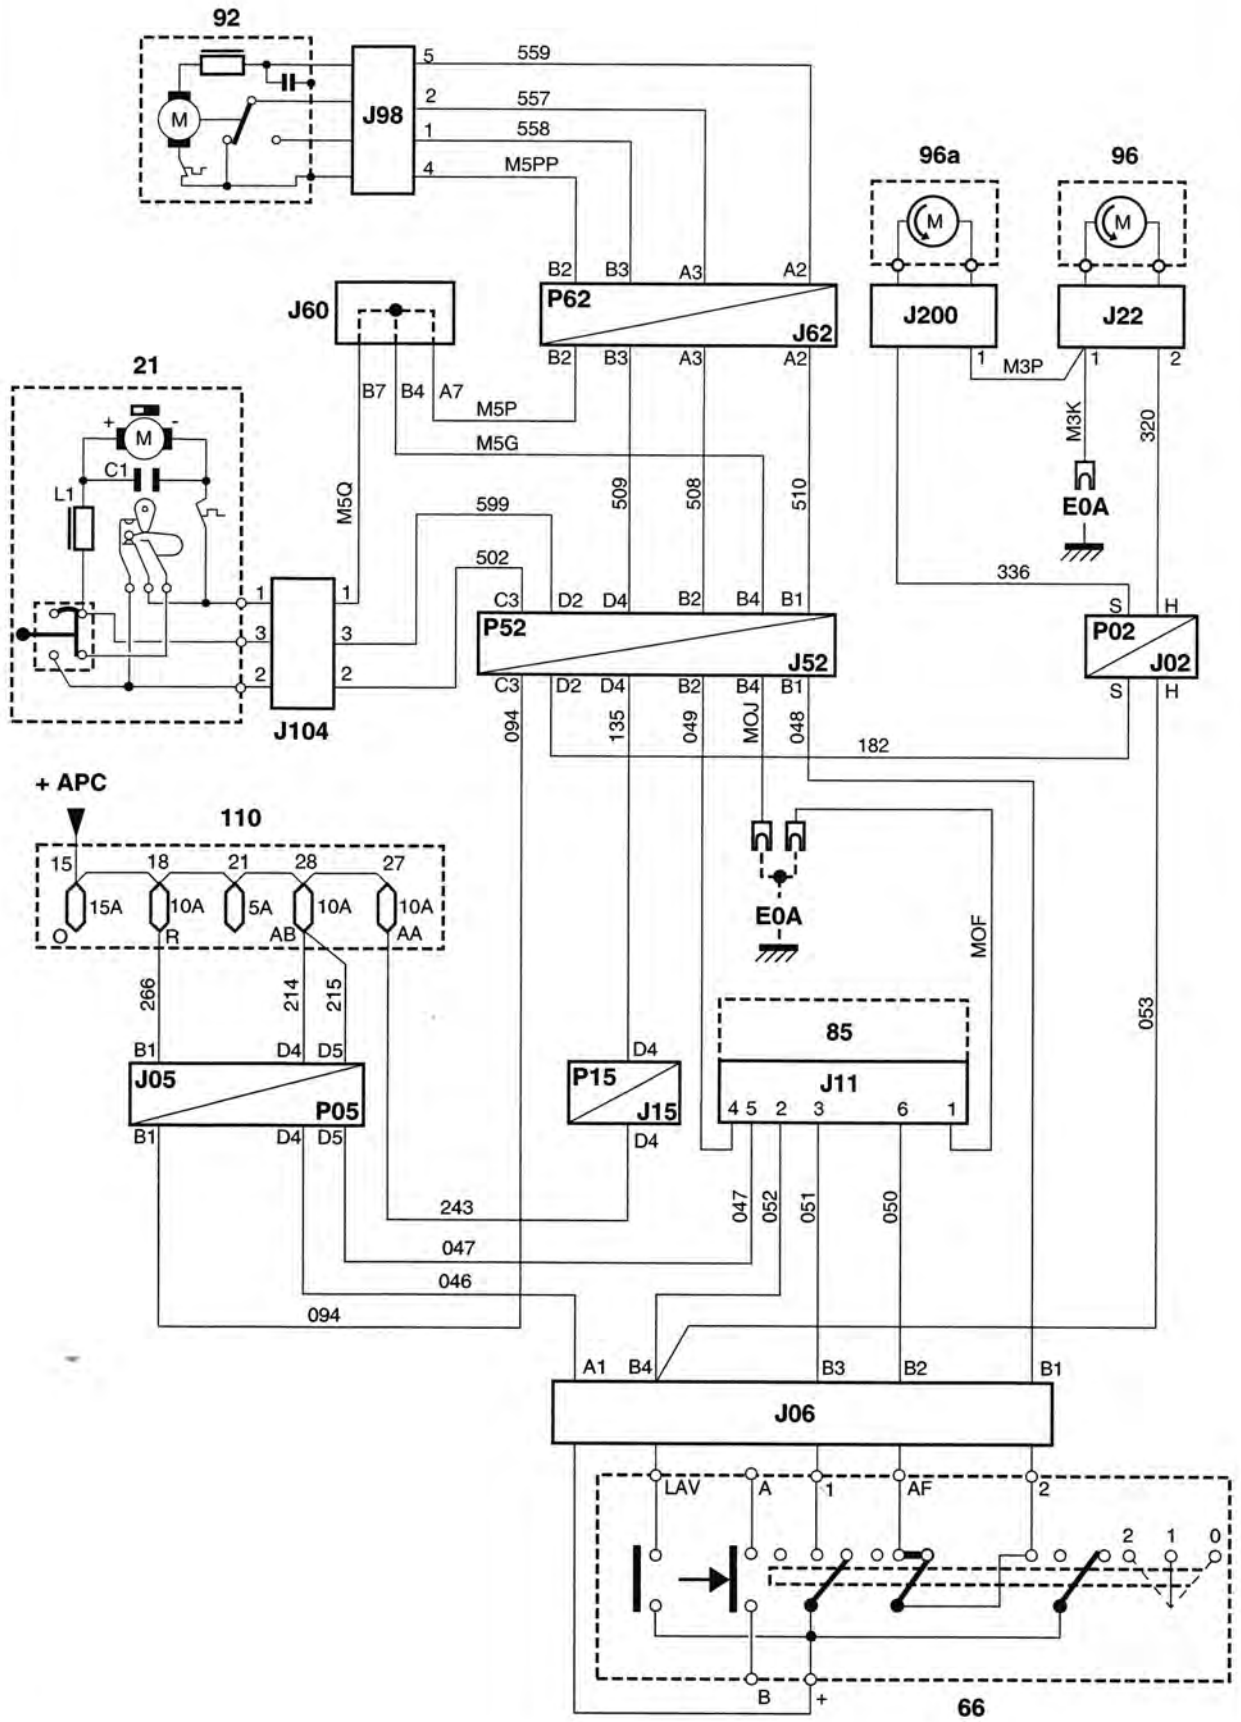 92
5 559
2 557
1 558
4 M5PP
J98
M
96a 96
M M
B2 B3 A3 A2
P62 J62
B2 B3 A3 A2
J60
J200 J22
1 M3P 1 2
21
B7 B4 A7
M5P
M5G
M3K 320
+ M -
C1
L1
M5Q
509 508 510
E0A
599
502
336
1 1
3 3
2 2
J104
C3 D2 D4 B2 B4 B1
P52 J52
C3 D2 D4 B2 B4 B1
S H
P02 J02
S H
094 135 049 MOJ 048
182
+ APC
110
15 18 21 28 27
15A 10A 5A 10A 10A
O R AB AA
E0A
MOF
266 214 215
053
85
B1 D4 D5
J05 P05
B1 D4 D5
D4
P15 J15
D4
J11
4 5 2 3 6 1
047 052 051 050
243
047
046
094
A1 B4 B3 B2 B1
J06
LAV A 1 AF 2
2 1 0
B +
66